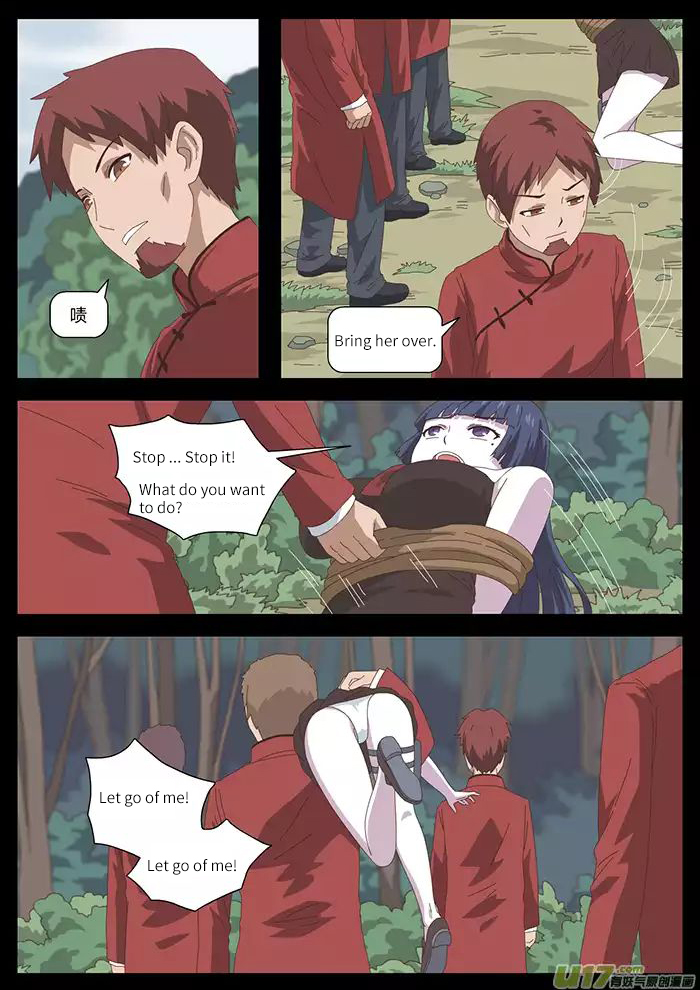 啧
Bring her over.
Stop ... Stop it!
What do you want
to do?
Let go of me!
Let go of me!
U17.com
有妖气原创漫画